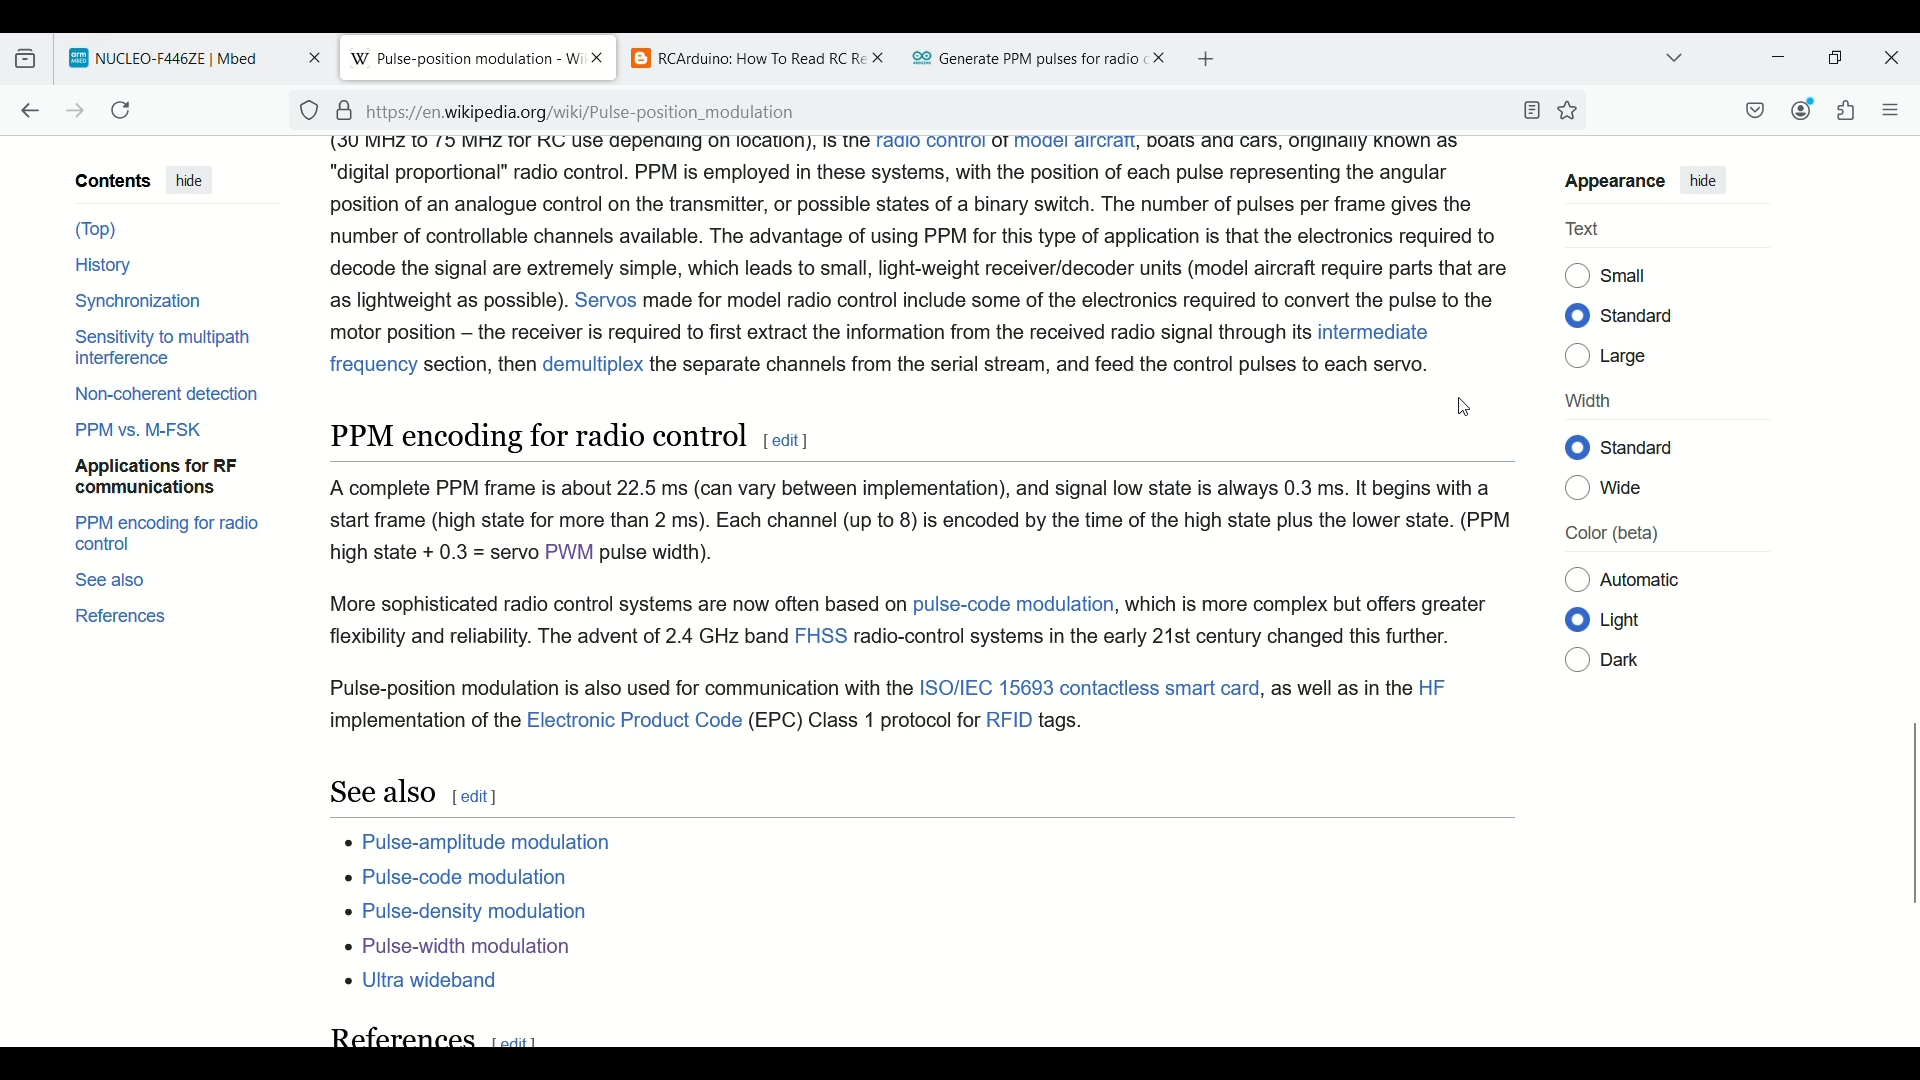 NUCLEO-F446ZE | Mbed
Pulse-position modulation - Wi
RCArduino: How To Read RC Re
Generate PPM pulses for radio c
https://en.wikipedia.org/wiki/Pulse-position_modulation
Contents hide
(Top)
History
Synchronization
Sensitivity to multipath
interference
Non-coherent detection
PPM vs. M-FSK
Applications for RF
communications
PPM encoding for radio
control
See also
References
(30 MHz to 75 MHz for RC use depending on location), is the radio control of model aircraft, boats and cars, originally known as
"digital proportional" radio control. PPM is employed in these systems, with the position of each pulse representing the angular
position of an analogue control on the transmitter, or possible states of a binary switch. The number of pulses per frame gives the
number of controllable channels available. The advantage of using PPM for this type of application is that the electronics required to
decode the signal are extremely simple, which leads to small, light-weight receiver/decoder units (model aircraft require parts that are
as lightweight as possible). Servos made for model radio control include some of the electronics required to convert the pulse to the
motor position – the receiver is required to first extract the information from the received radio signal through its intermediate
frequency section, then demultiplex the separate channels from the serial stream, and feed the control pulses to each servo.
PPM encoding for radio control [ edit ]
A complete PPM frame is about 22.5 ms (can vary between implementation), and signal low state is always 0.3 ms. It begins with a
start frame (high state for more than 2 ms). Each channel (up to 8) is encoded by the time of the high state plus the lower state. (PPM
high state + 0.3 = servo PWM pulse width).
More sophisticated radio control systems are now often based on pulse-code modulation, which is more complex but offers greater
flexibility and reliability. The advent of 2.4 GHz band FHSS radio-control systems in the early 21st century changed this further.
Pulse-position modulation is also used for communication with the ISO/IEC 15693 contactless smart card, as well as in the HF
implementation of the Electronic Product Code (EPC) Class 1 protocol for RFID tags.
See also [ edit ]
• Pulse-amplitude modulation
• Pulse-code modulation
• Pulse-density modulation
• Pulse-width modulation
• Ultra wideband
References [ edit ]
Appearance hide
Text
Small
Standard
Large
Width
Standard
Wide
Color (beta)
Automatic
Light
Dark